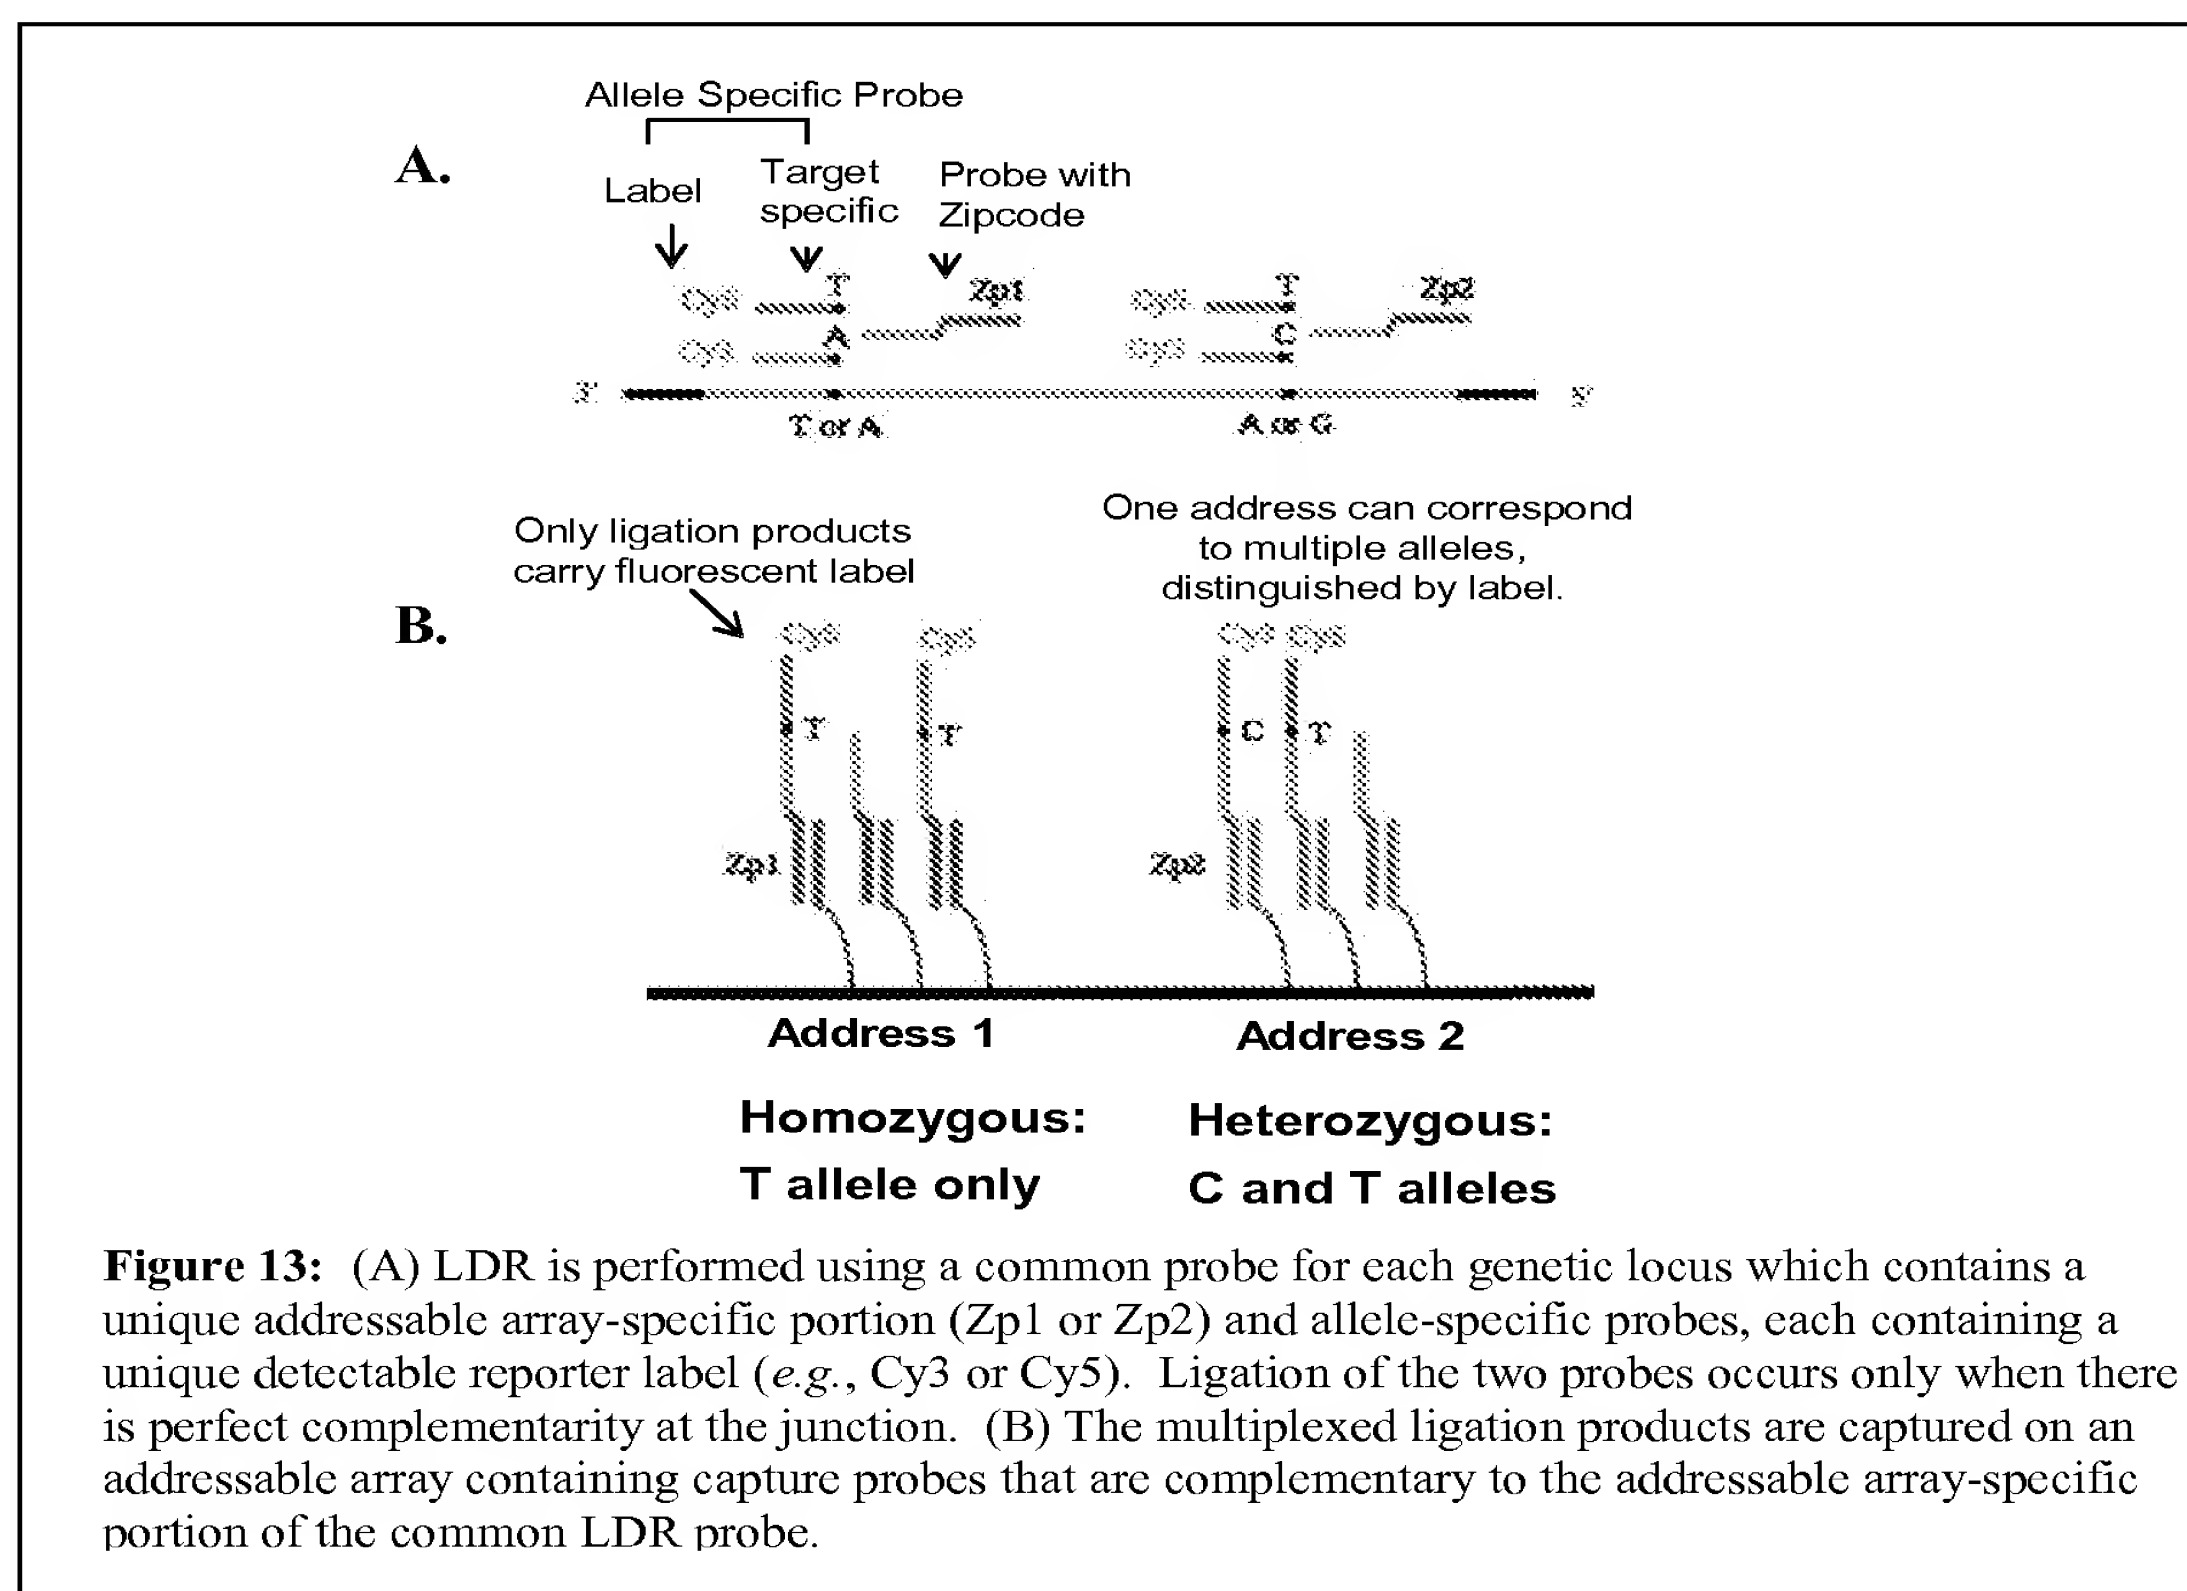 Allele Specific Probe
A.
Label
Target
specific
Probe with
Zipcode
T
Zp1
T
Zp2
A
C
T or A
A or G
Only ligation products
carry fluorescent label
One address can correspond
to multiple alleles,
distinguished by label.
B.
T
T
C
T
Zp1
Zp2
Address 1
Address 2
Homozygous:
T allele only
Heterozygous:
C and T alleles
Figure 13: (A) LDR is performed using a common probe for each genetic locus which contains a
unique addressable array-specific portion (Zp1 or Zp2) and allele-specific probes, each containing a
unique detectable reporter label (e.g., Cy3 or Cy5). Ligation of the two probes occurs only when there
is perfect complementarity at the junction. (B) The multiplexed ligation products are captured on an
addressable array containing capture probes that are complementary to the addressable array-specific
portion of the common LDR probe.